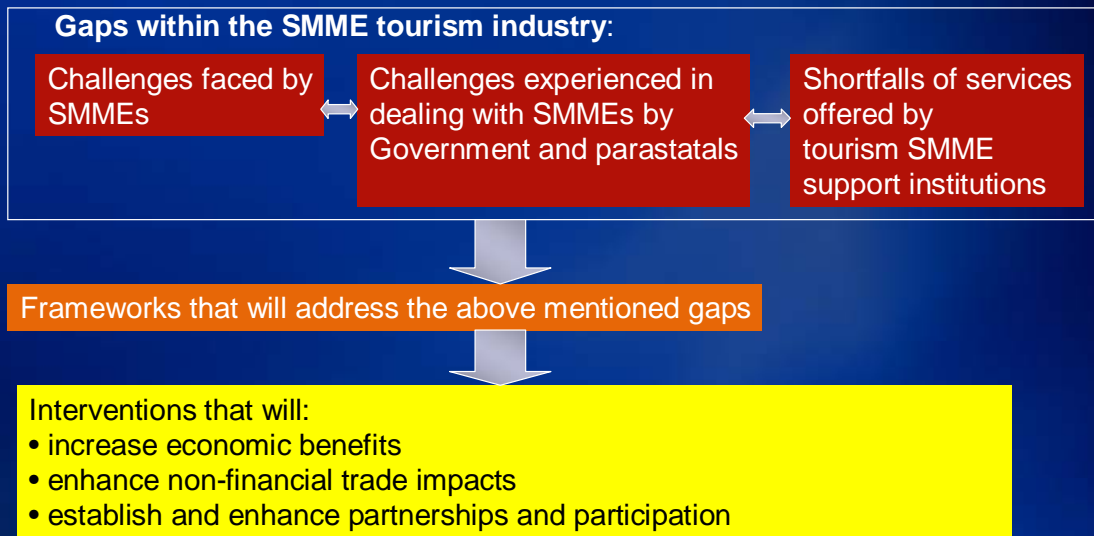 Gaps within the SMME tourism industry:
Challenges faced by
SMMEs
Challenges experienced in
dealing with SMMEs by
Government and parastatals
Shortfalls of services
offered by
tourism SMME
support institutions
Frameworks that will address the above mentioned gaps
Interventions that will:
• increase economic benefits
• enhance non-financial trade impacts
• establish and enhance partnerships and participation